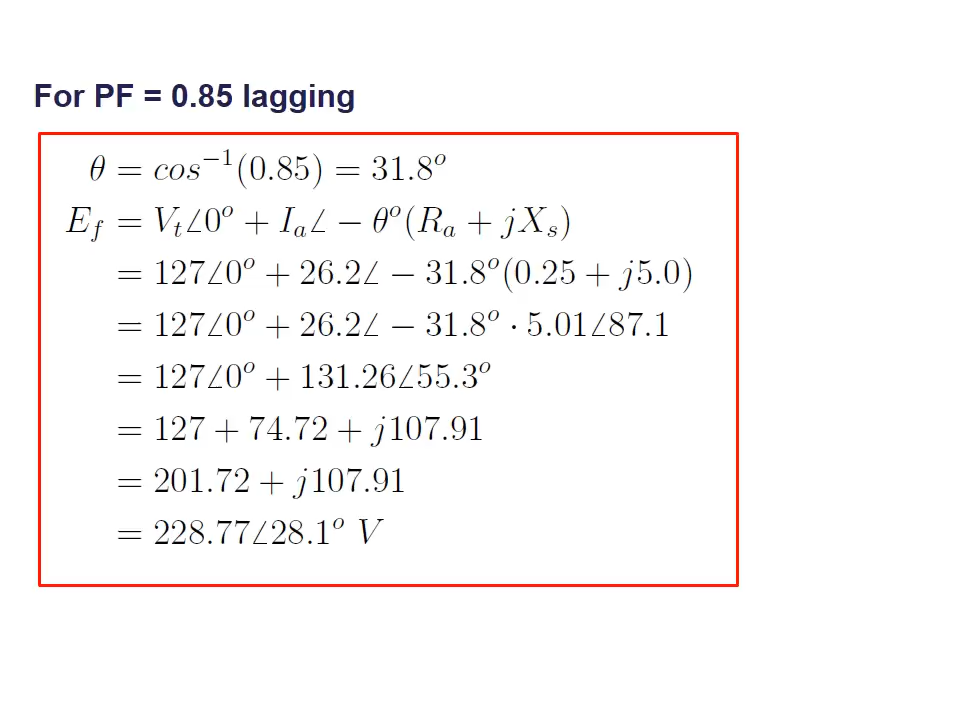 For PF = 0.85 lagging
θ = cos⁻¹(0.85) = 31.8°
E_f = V_t∠0° + I_a∠ − θ°(R_a + jX_s)
= 127∠0° + 26.2∠ − 31.8°(0.25 + j5.0)
= 127∠0° + 26.2∠ − 31.8° · 5.01∠87.1
= 127∠0° + 131.26∠55.3°
= 127 + 74.72 + j107.91
= 201.72 + j107.91
= 228.77∠28.1° V